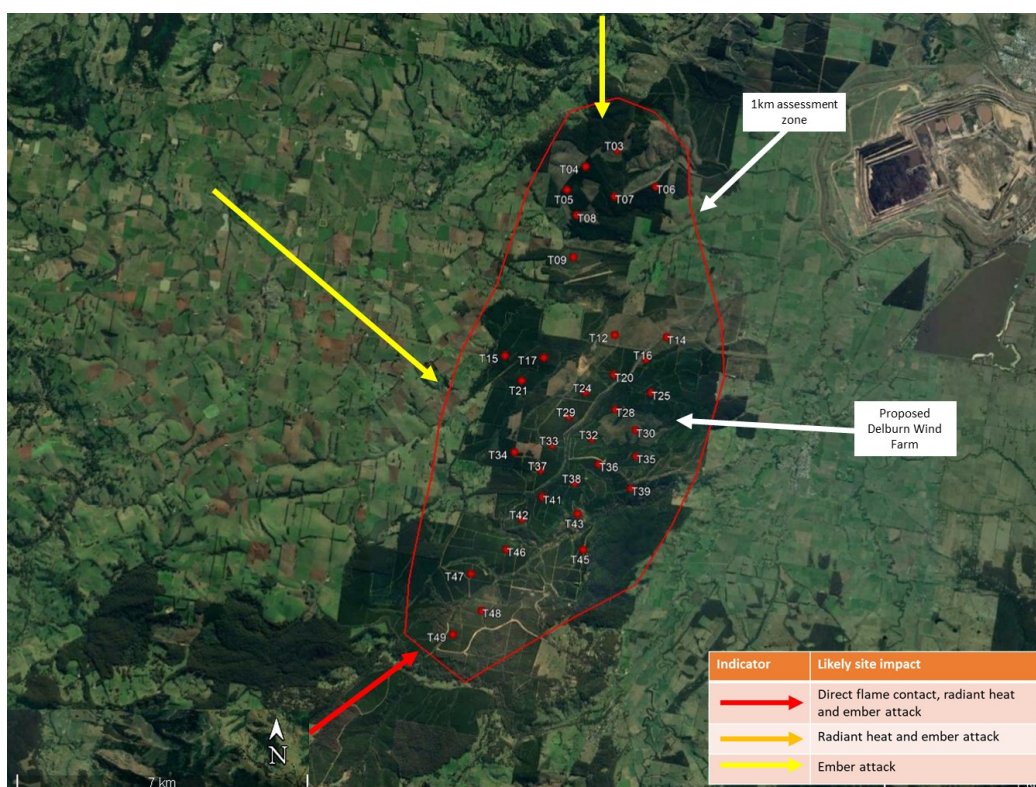 1km assessment
zone
T03
T04
T05
T06
T07
T08
T09
T12
T14
T15
T17
T16
T21
T20
T24
T25
T29
T28
T30
T32
T33
T34
T35
T36
T37
T38
T39
T41
T42
T43
T46
T45
T47
T48
T49
Proposed
Delburn Wind
Farm
N
7 km
Indicator Likely site impact
Direct flame contact, radiant heat
and ember attack
Radiant heat and ember attack
Ember attack